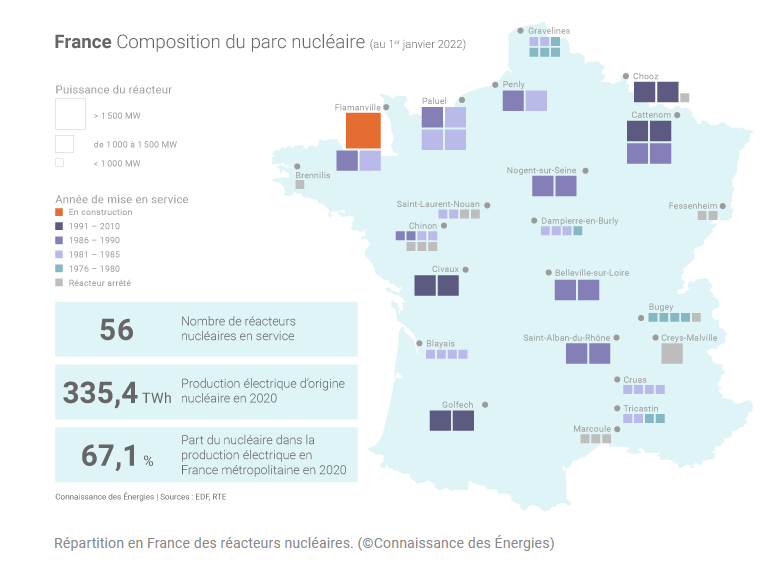 France Composition du parc nucléaire (au 1er janvier 2022)
Puissance du réacteur
> 1 500 MW
de 1 000 à 1 500 MW
< 1 000 MW
Année de mise en service
En construction
1991 – 2010
1986 – 1990
1981 – 1985
1976 – 1980
Réacteur arrêté
Gravelines
Penly
Chooz
Paluel
Flamanville
Cattenom
Brennilis
Nogent-sur-Seine
Saint-Laurent-Nouan
Fessenheim
Chinon
Dampierre-en-Burly
Civaux
Belleville-sur-Loire
Bugey
Blayais
Saint-Alban-du-Rhône
Creys-Malville
Cruas
Golfech
Tricastin
Marcoule
56
Nombre de réacteurs
nucléaires en service
335,4 TWh
Production électrique d'origine
nucléaire en 2020
67,1 %
Part du nucléaire dans la
production électrique en
France métropolitaine en 2020
Connaissance des Énergies | Sources : EDF, RTE
Répartition en France des réacteurs nucléaires. (©Connaissance des Énergies)